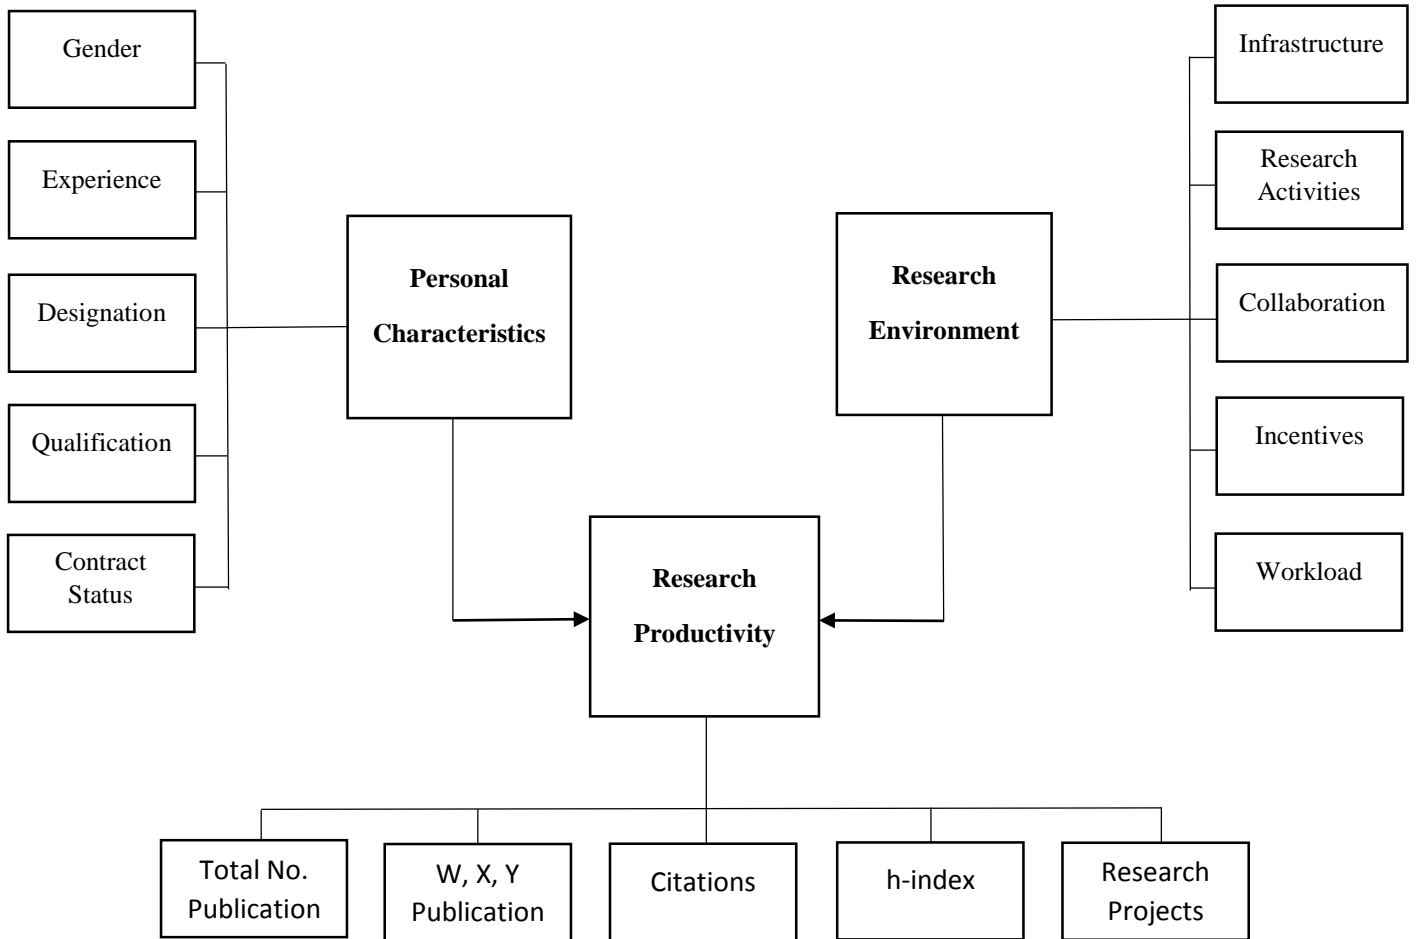 Gender
Experience
Designation
Qualification
Contract
Status
Personal
Characteristics
Research
Environment
Infrastructure
Research
Activities
Collaboration
Incentives
Workload
Research
Productivity
Total No.
Publication
W, X, Y
Publication
Citations
h-index
Research
Projects